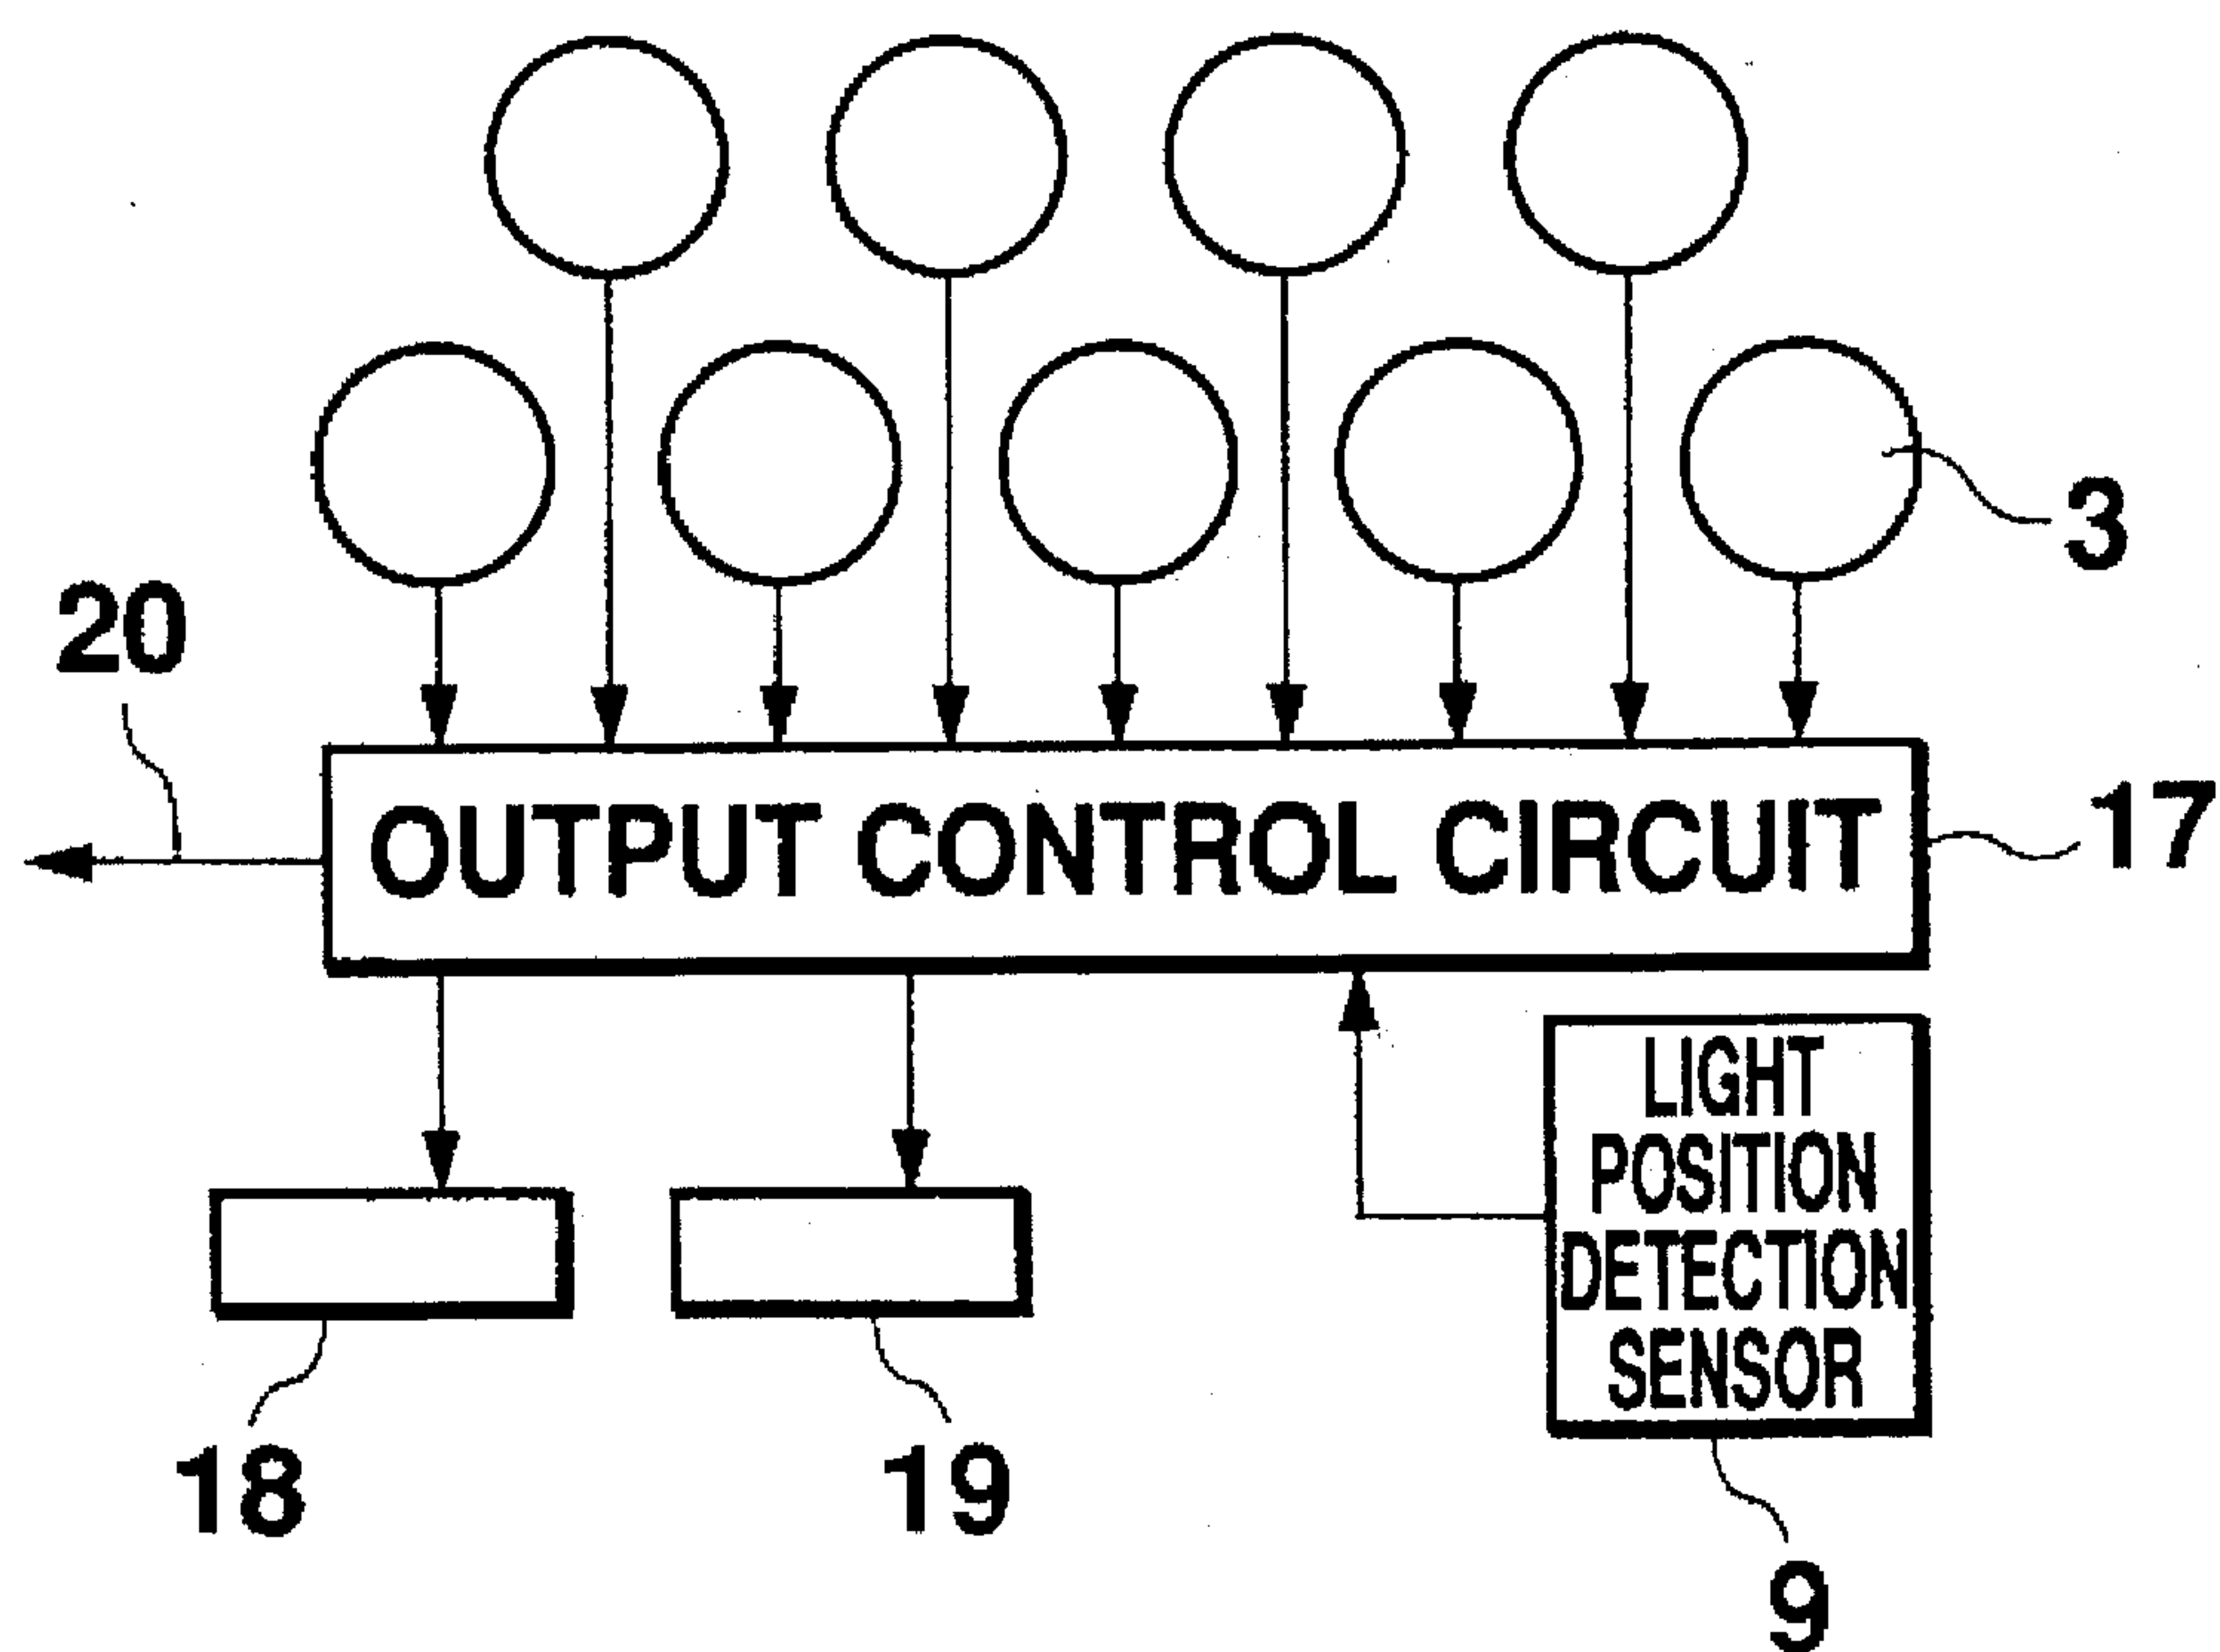 3
20
OUTPUT CONTROL CIRCUIT
17
LIGHT
POSITION
DETECTION
SENSOR
18
19
9